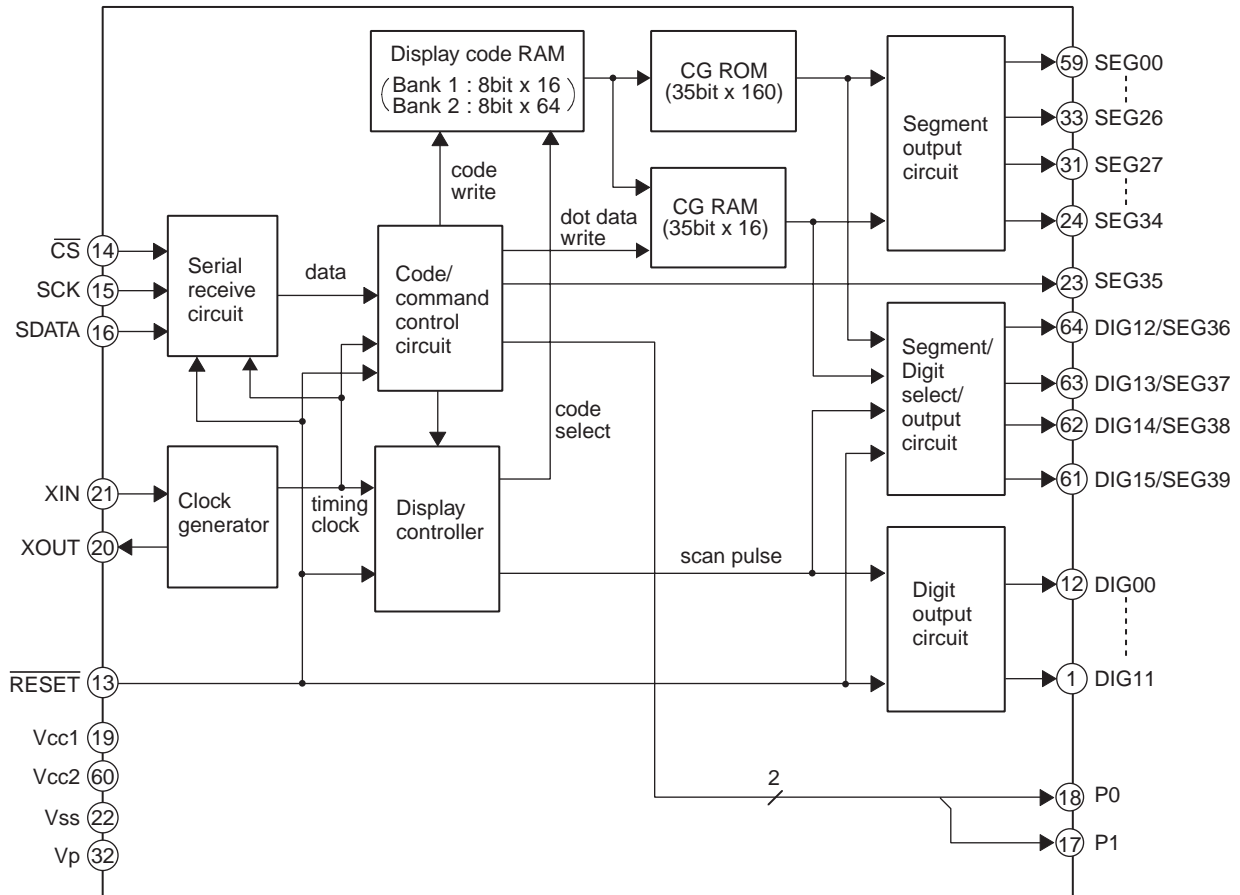 Display code RAM
Bank 1 : 8bit x 16
Bank 2 : 8bit x 64
CG ROM
(35bit x 160)
CG RAM
(35bit x 16)
Segment
output
circuit
59 SEG00
33 SEG26
31 SEG27
24 SEG34
code
write
dot data
write
CS 14
SCK 15
SDATA 16
Serial
receive
circuit
data
Code/
command
control
circuit
23 SEG35
Segment/
Digit
select/
output
circuit
64 DIG12/SEG36
63 DIG13/SEG37
62 DIG14/SEG38
61 DIG15/SEG39
code
select
XIN 21
XOUT 20
Clock
generator
timing
clock
Display
controller
scan pulse
Digit
output
circuit
12 DIG00
1 DIG11
RESET 13
Vcc1 19
Vcc2 60
Vss 22
Vp 32
2
18 P0
17 P1